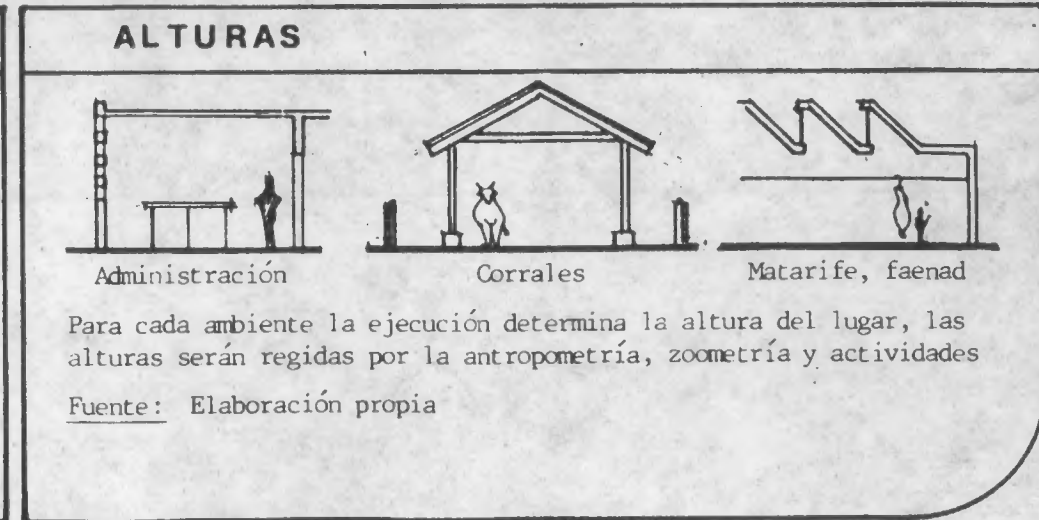 ALTURAS
Administración
Corrales
Matarife, faenad
Para cada ambiente la ejecución determina la altura del lugar, las
alturas serán regidas por la antropometría, zoometría y actividades
Fuente: Elaboración propia